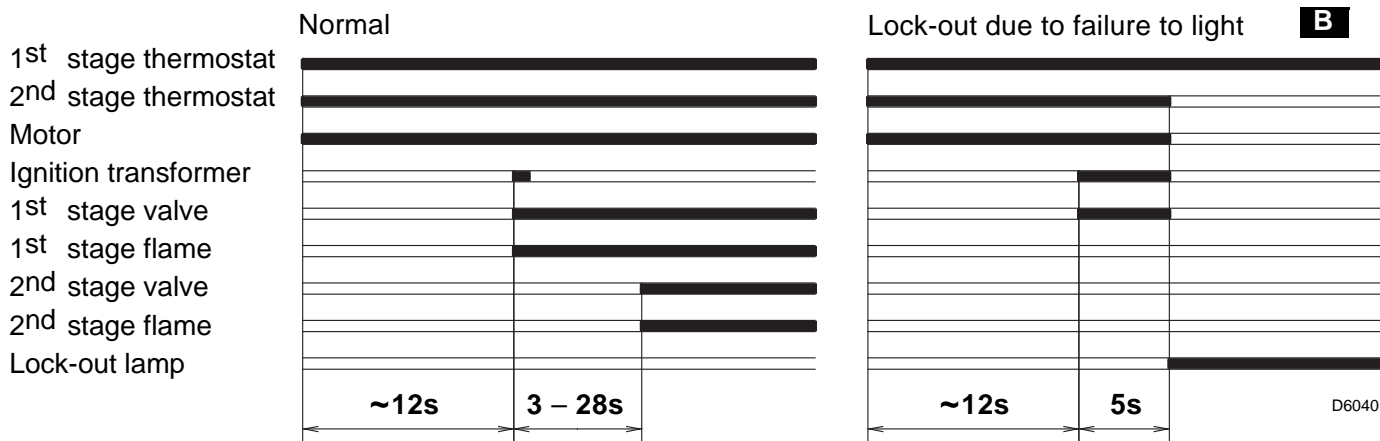 Normal
Lock-out due to failure to light B
1st stage thermostat
2nd stage thermostat
Motor
Ignition transformer
1st stage valve
1st stage flame
2nd stage valve
2nd stage flame
Lock-out lamp
~12s 3 – 28s ~12s 5s D6040